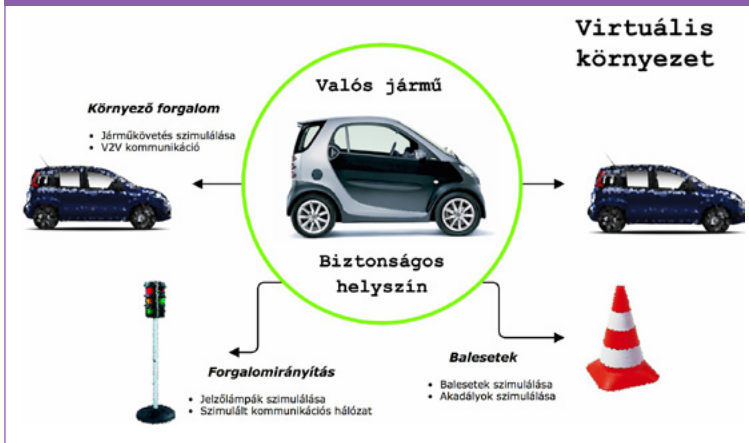 Virtuális
környezet
Valós jármű
Környező forgalom
• Járműkövetés szimulálása
• V2V kommunikáció
Biztonságos
helyszín
Forgalomirányítás
• Jelzőlámpák szimulálása
• Szimulált kommunikációs hálózat
Balesetek
• Balesetek szimulálása
• Akadályok szimulálása